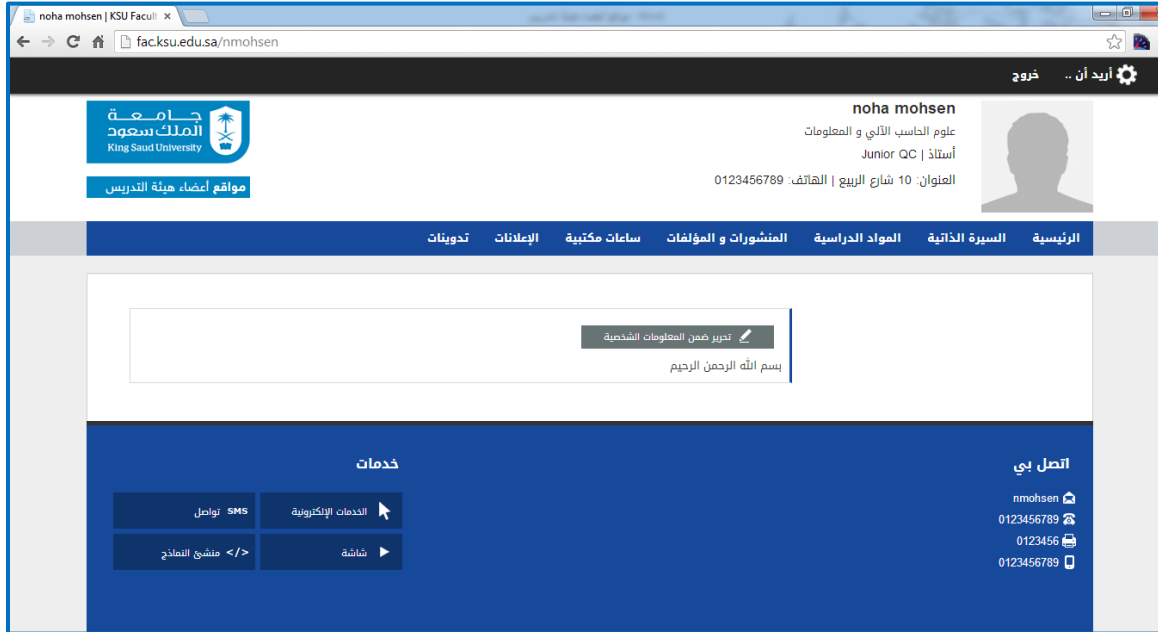 noha mohsen | KSU Facult
fac.ksu.edu.sa/nmohsen
أريد أن .. خروج
noha mohsen
علوم الحاسب الآلي و المعلومات
أستاذ | Junior QC
العنوان: 10 شارع الربيع | الهاتف: 0123456789
جامعة
الملك سعود
King Saud University
مواقع أعضاء هيئة التدريس
الرئيسية السيرة الذاتية المواد الدراسية المنشورات و المؤلفات ساعات مكتبية الإعلانات تدوينات
تحرير ضمن المعلومات الشخصية
بسم الله الرحمن الرحيم
اتصل بي
nmohsen
0123456789
0123456
0123456789
خدمات
الخدمات الإلكترونية
SMS تواصل
شاشة
</> منشئ النماذج